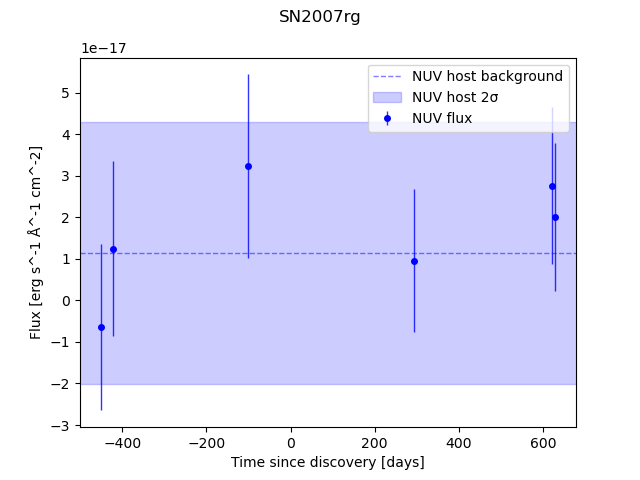 SN2007rg
1e−17
NUV host background
NUV host 2σ
NUV flux
5
4
3
2
1
0
−1
−2
−3
Flux [erg s^-1 Å^-1 cm^-2]
−400 −200 0 200 400 600
Time since discovery [days]